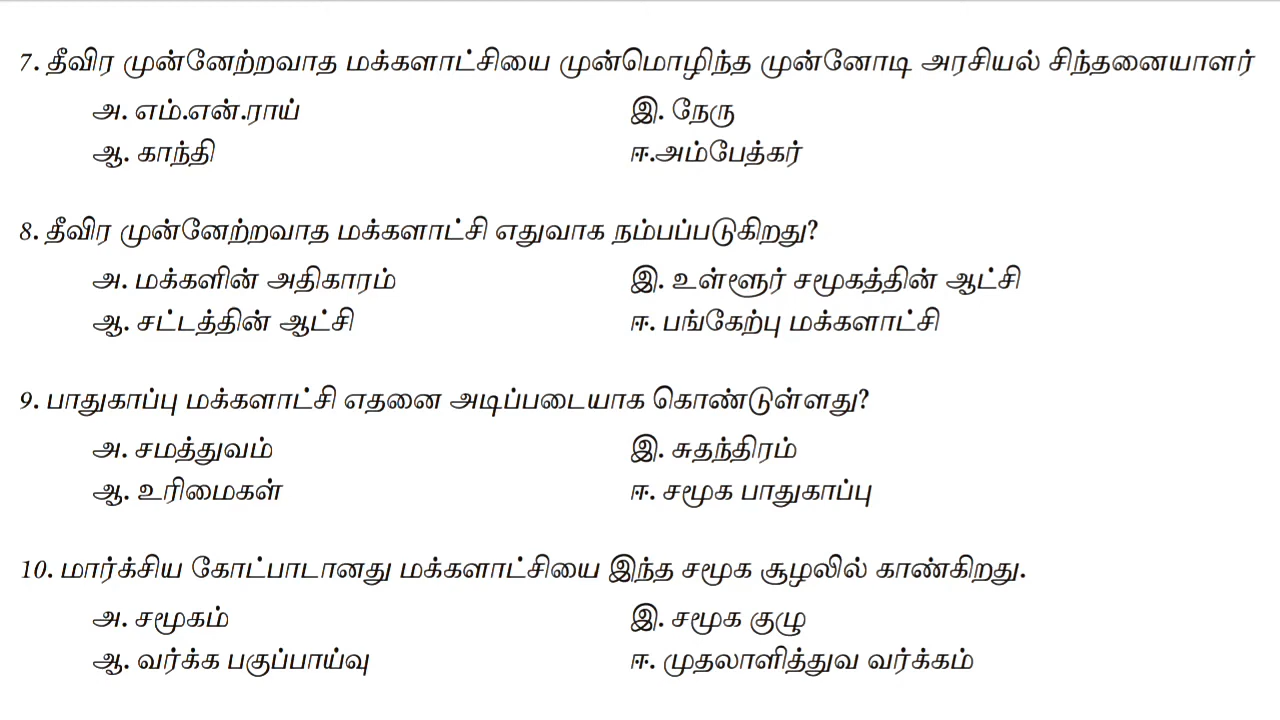 7. தீவிர முன்னேற்றவாத மக்களாட்சியை முன்மொழிந்த முன்னோடி அரசியல் சிந்தனையாளர்
அ. எம்.என்.ராய் இ. நேரு
ஆ. காந்தி ஈ.அம்பேத்கர்
8. தீவிர முன்னேற்றவாத மக்களாட்சி எதுவாக நம்பப்படுகிறது?
அ. மக்களின் அதிகாரம் இ. உள்ளூர் சமூகத்தின் ஆட்சி
ஆ. சட்டத்தின் ஆட்சி ஈ. பங்கேற்பு மக்களாட்சி
9. பாதுகாப்பு மக்களாட்சி எதனை அடிப்படையாக கொண்டுள்ளது?
அ. சமத்துவம் இ. சுதந்திரம்
ஆ. உரிமைகள் ஈ. சமூக பாதுகாப்பு
10. மார்க்சிய கோட்பாடானது மக்களாட்சியை இந்த சமூக சூழலில் காண்கிறது.
அ. சமூகம் இ. சமூக குழு
ஆ. வர்க்க பகுப்பாய்வு ஈ. முதலாளித்துவ வர்க்கம்